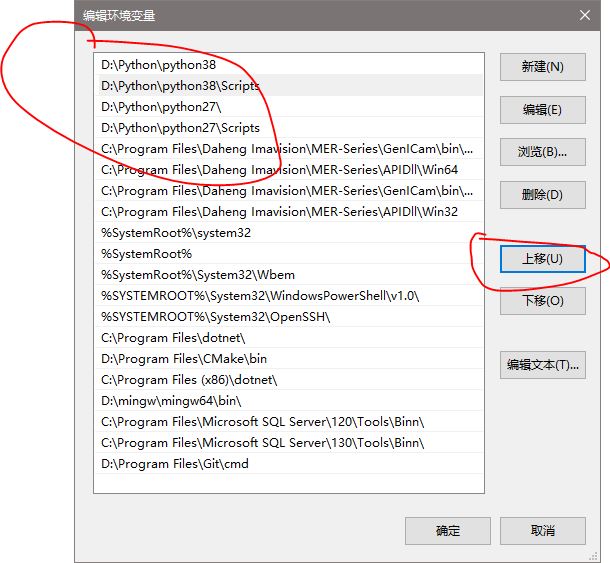 编辑环境变量
D:\Python\python38
D:\Python\python38\Scripts
D:\Python\python27\
D:\Python\python27\Scripts
C:\Program Files\Daheng Imavision\MER-Series\GenICam\bin\...
C:\Program Files\Daheng Imavision\MER-Series\APIDll\Win64
C:\Program Files\Daheng Imavision\MER-Series\GenICam\bin\...
C:\Program Files\Daheng Imavision\MER-Series\APIDll\Win32
%SystemRoot%\system32
%SystemRoot%
%SystemRoot%\System32\Wbem
%SYSTEMROOT%\System32\WindowsPowerShell\v1.0\
%SYSTEMROOT%\System32\OpenSSH\
C:\Program Files\dotnet\
D:\Program Files\CMake\bin
C:\Program Files (x86)\dotnet\
D:\mingw\mingw64\bin\
C:\Program Files\Microsoft SQL Server\120\Tools\Binn\
C:\Program Files\Microsoft SQL Server\130\Tools\Binn\
D:\Program Files\Git\cmd
新建(N)
编辑(E)
浏览(B)...
删除(D)
上移(U)
下移(O)
编辑文本(T)...
确定
取消